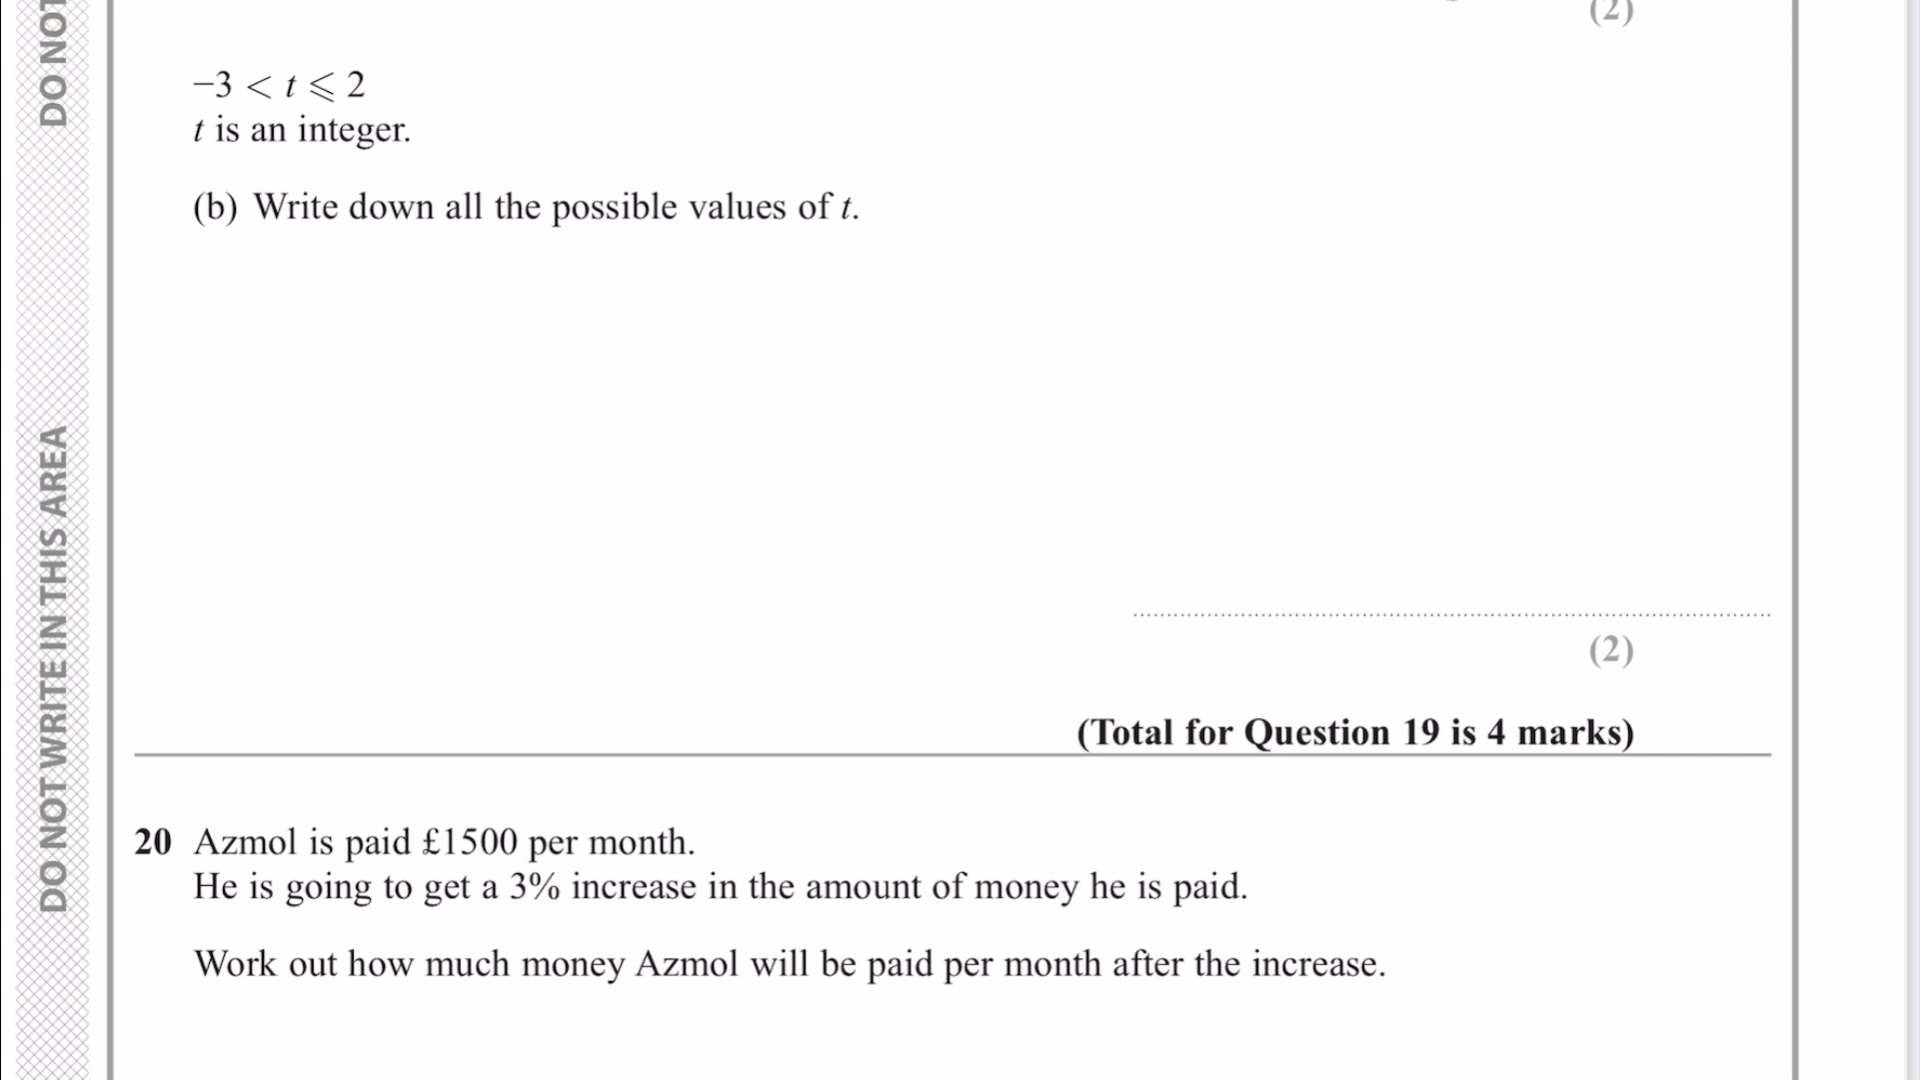 (2)
−3 < t ⩽ 2
t is an integer.
(b) Write down all the possible values of t.
(2)
(Total for Question 19 is 4 marks)
20 Azmol is paid £1500 per month.
He is going to get a 3% increase in the amount of money he is paid.
Work out how much money Azmol will be paid per month after the increase.
DO NOT
DO NOT WRITE IN THIS AREA